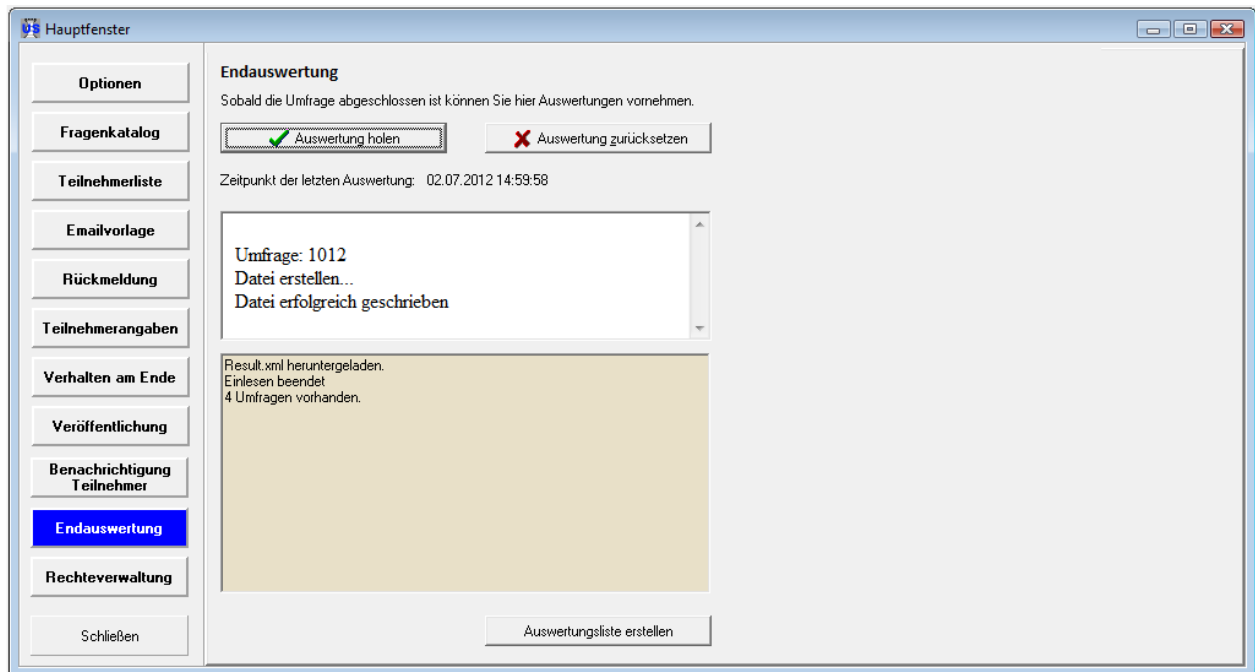 Hauptfenster
Optionen
Fragenkatalog
Teilnehmerliste
Emailvorlage
Rückmeldung
Teilnehmerangaben
Verhalten am Ende
Veröffentlichung
Benachrichtigung
Teilnehmer
Endauswertung
Rechteverwaltung
Schließen
Endauswertung
Sobald die Umfrage abgeschlossen ist können Sie hier Auswertungen vornehmen.
Auswertung holen
Auswertung zurücksetzen
Zeitpunkt der letzten Auswertung: 02.07.2012 14:59:58
Umfrage: 1012
Datei erstellen...
Datei erfolgreich geschrieben
Result.xml heruntergeladen.
Einlesen beendet
4 Umfragen vorhanden.
Auswertungsliste erstellen